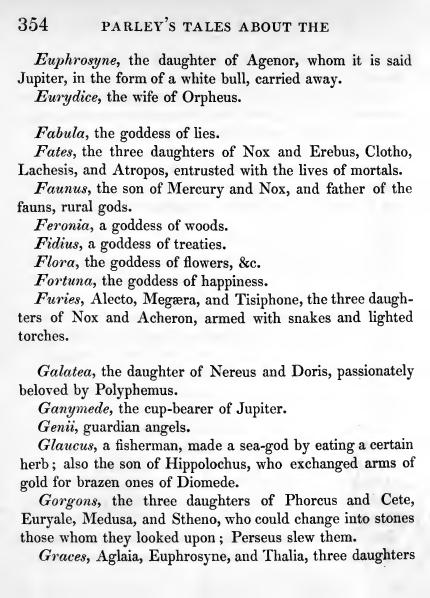 354 PARLEY'S TALES ABOUT THE
Euphrosyne, the daughter of Agenor, whom it is said
Jupiter, in the form of a white bull, carried away.
Eurydice, the wife of Orpheus.
Fabula, the goddess of lies.
Fates, the three daughters of Nox and Erebus, Clotho,
Lachesis, and Atropos, entrusted with the lives of mortals.
Faunus, the son of Mercury and Nox, and father of the
fauns, rural gods.
Feronia, a goddess of woods.
Fidius, a goddess of treaties.
Flora, the goddess of flowers, &c.
Fortuna, the goddess of happiness.
Furies, Alecto, Megæra, and Tisiphone, the three daugh-
ters of Nox and Acheron, armed with snakes and lighted
torches.
Galatea, the daughter of Nereus and Doris, passionately
beloved by Polyphemus.
Ganymede, the cup-bearer of Jupiter.
Genii, guardian angels.
Glaucus, a fisherman, made a sea-god by eating a certain
herb; also the son of Hippolochus, who exchanged arms of
gold for brazen ones of Diomede.
Gorgons, the three daughters of Phorcus and Cete,
Euryale, Medusa, and Stheno, who could change into stones
those whom they looked upon; Perseus slew them.
Graces, Aglaia, Euphrosyne, and Thalia, three daughters